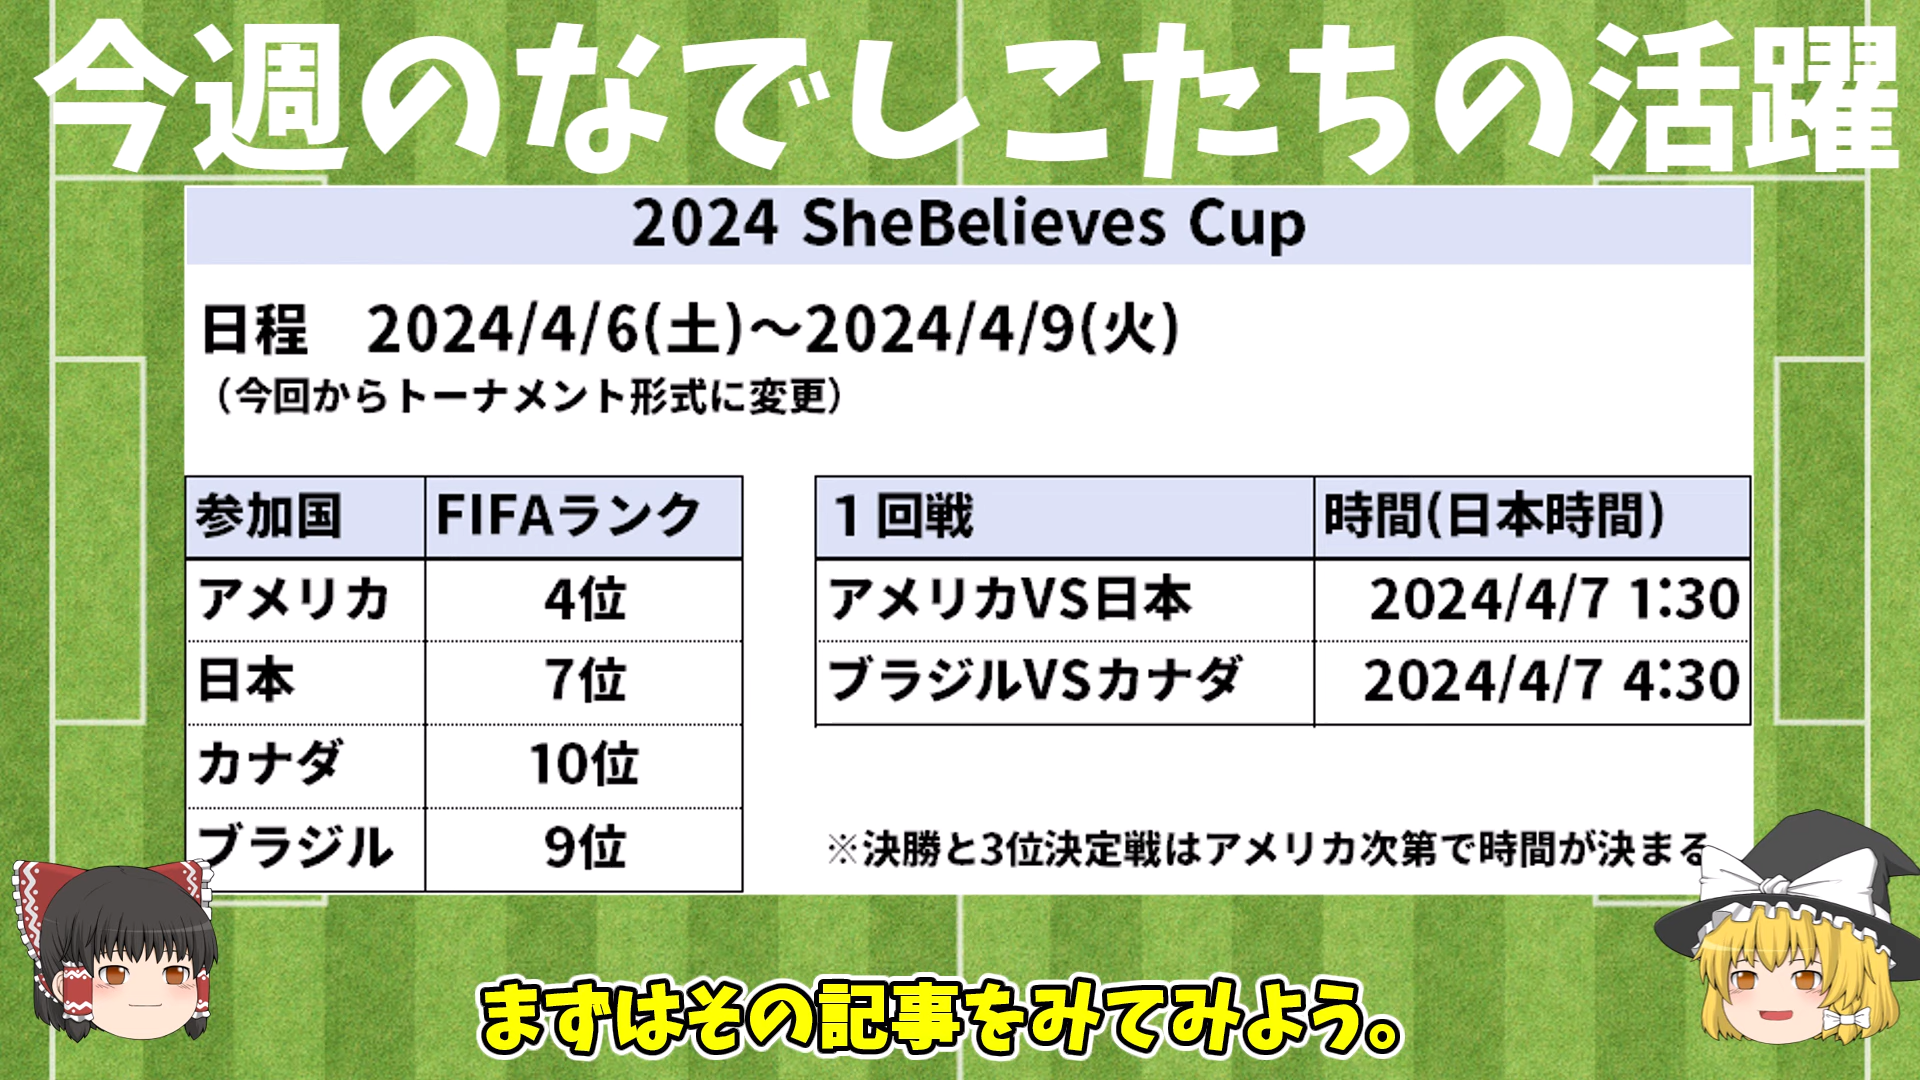 今週のなでしこたちの活躍
2024 SheBelieves Cup
日程　2024/4/6(土)～2024/4/9(火)
（今回からトーナメント形式に変更）
参加国 FIFAランク
アメリカ 4位
日本 7位
カナダ 10位
ブラジル 9位
１回戦 時間(日本時間)
アメリカVS日本 2024/4/7 1:30
ブラジルVSカナダ 2024/4/7 4:30
※決勝と3位決定戦はアメリカ次第で時間が決まる
まずはその記事をみてみよう。